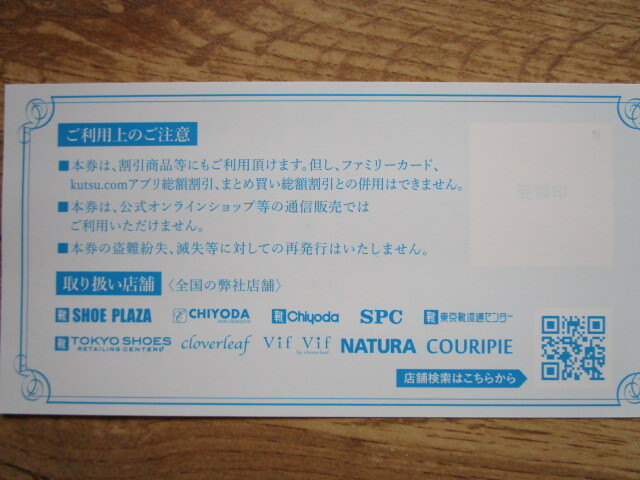 ご利用上のご注意
■本券は、割引商品等にもご利用頂けます。但し、ファミリーカード、
kutsu.comアプリ総額割引、まとめ買い総額割引との併用はできません。
■本券は、公式オンラインショップ等の通信販売では
ご利用いただけません。
■本券の盗難紛失、滅失等に対しての再発行はいたしません。
取り扱い店舗 〈全国の弊社店舗〉
靴 SHOE PLAZA CHIYODA 靴 Chiyoda SPC 靴 東京靴流通センター
靴 TOKYO SHOES RETAILING CENTER cloverleaf Vif Vif by cloverleaf NATURA COURIPIE
店舗検索はこちらから